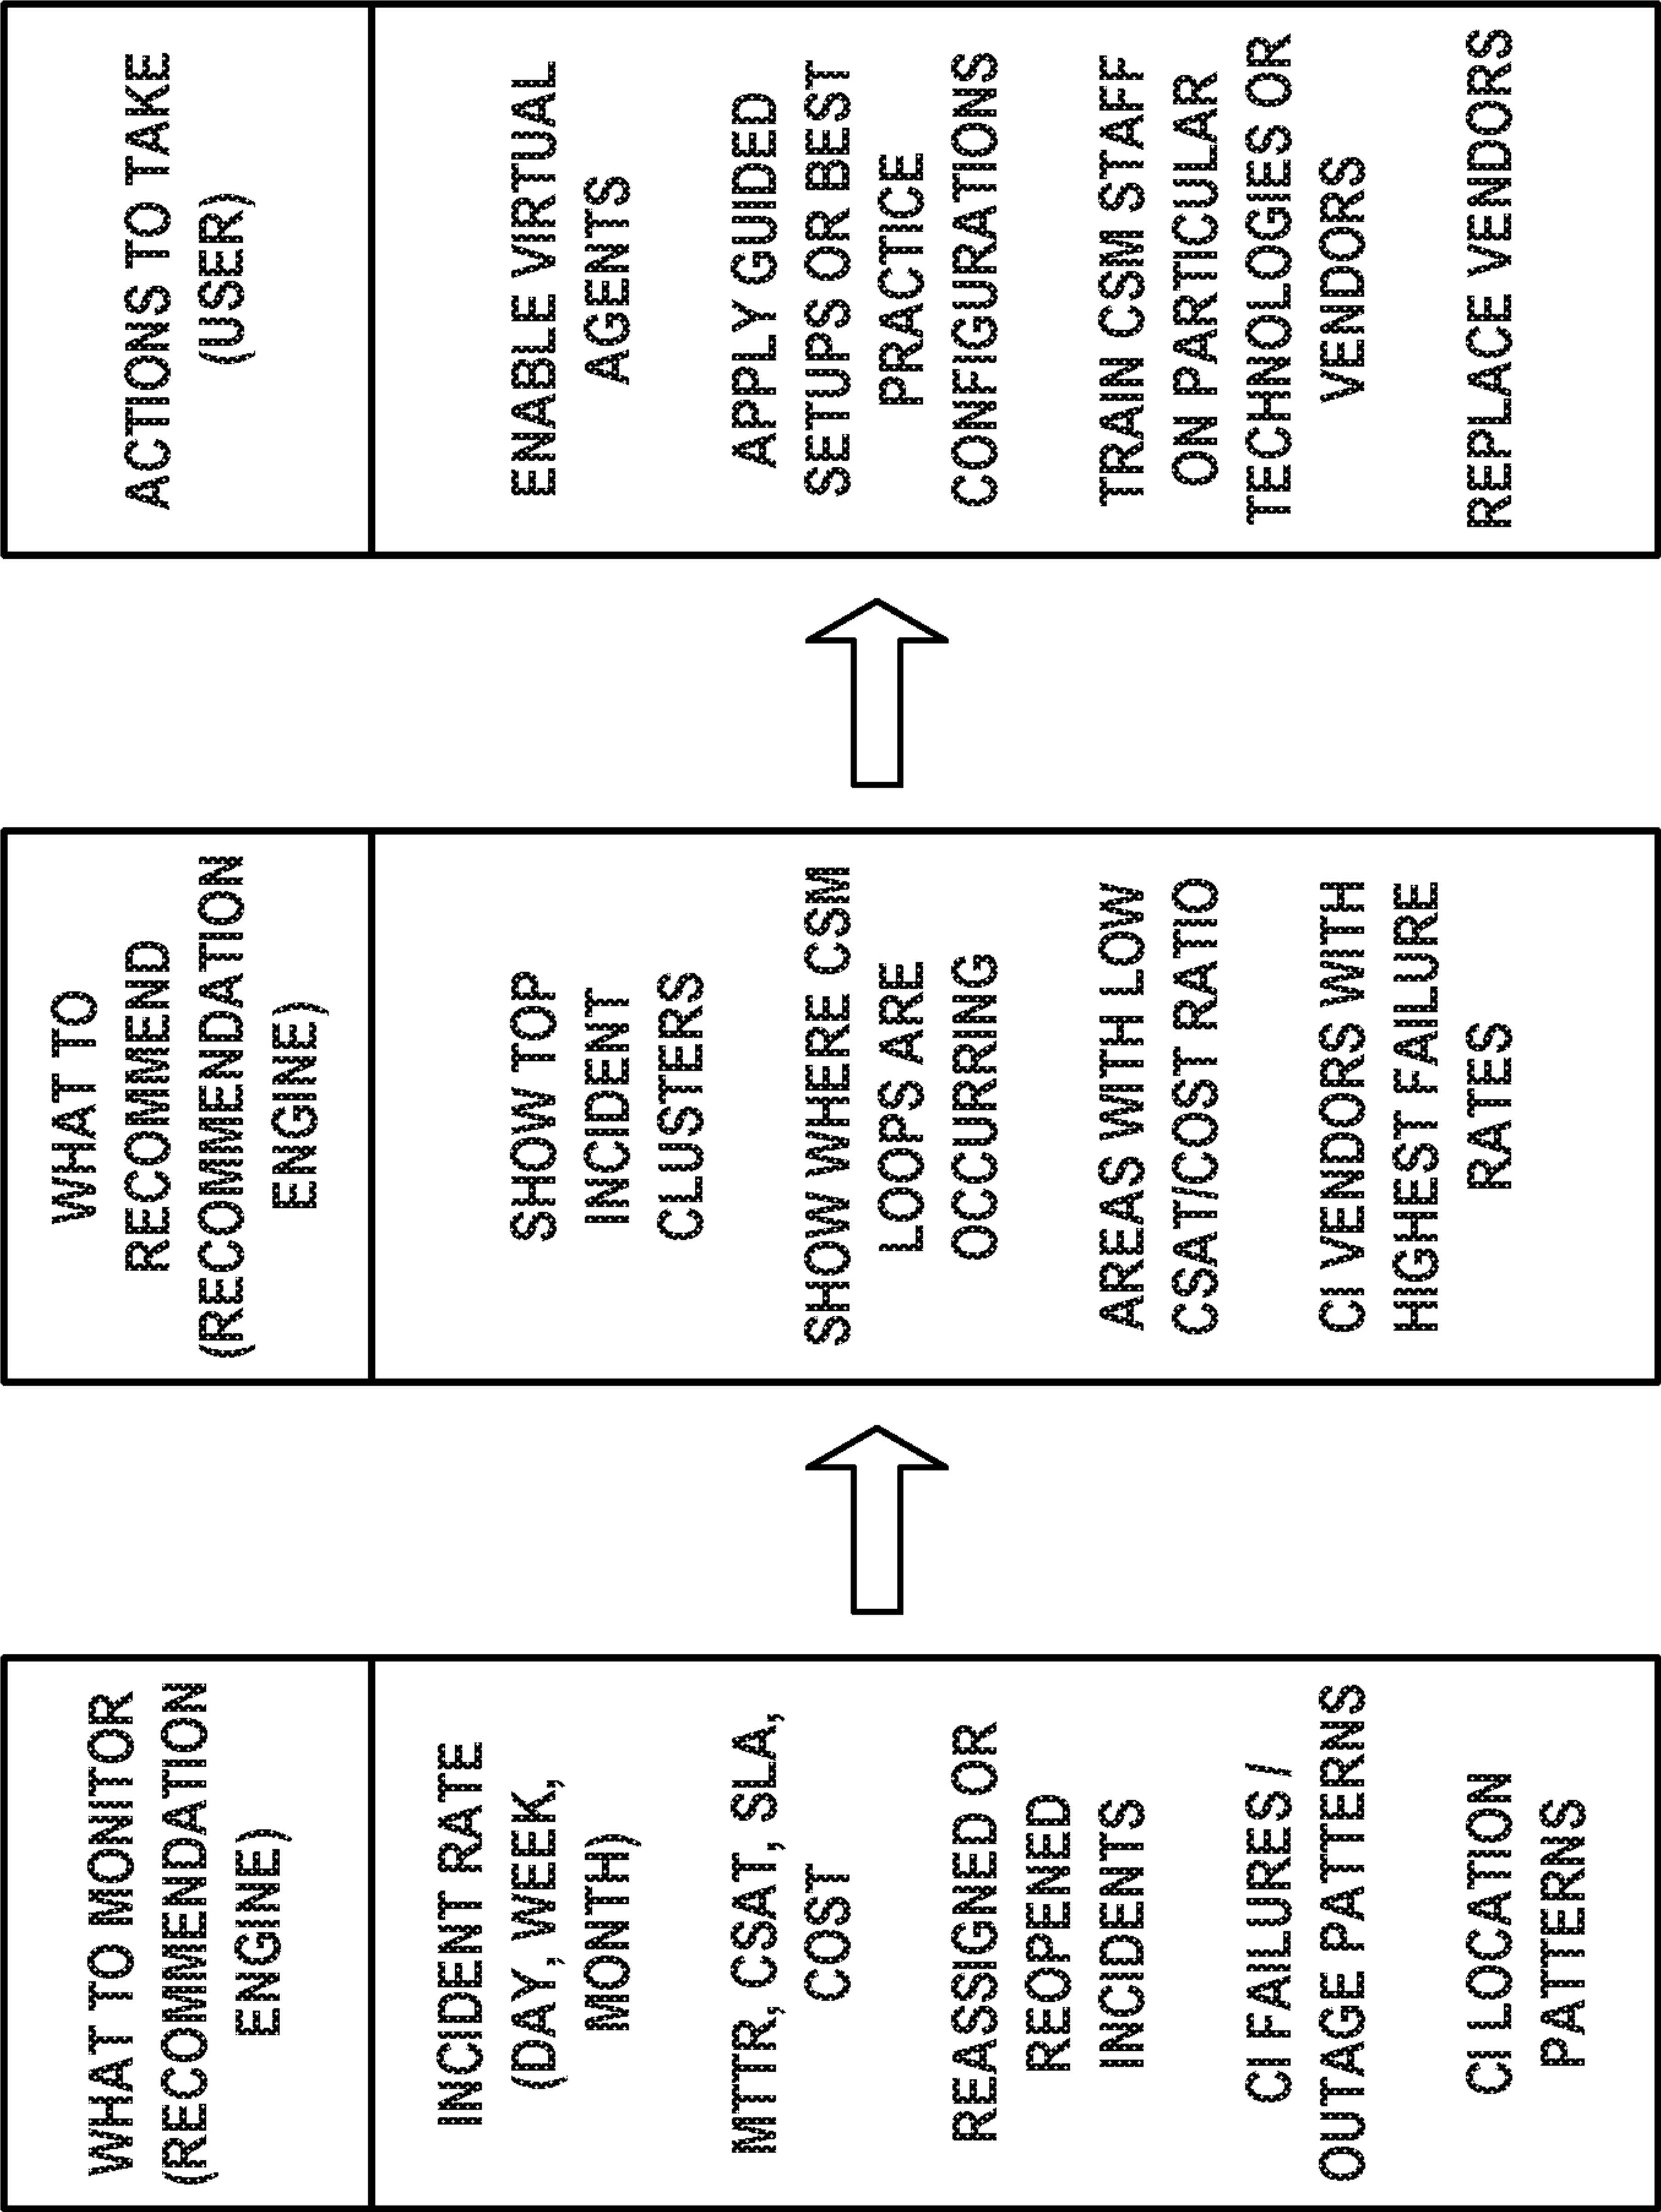 WHAT TO MONITOR
(RECOMMENDATION
ENGINE)
INCIDENT RATE
(DAY, WEEK,
MONTH)
MTTR, CSAT, SLA,
COST
REASSIGNED OR
REOPENED
INCIDENTS
CI FAILURES /
OUTAGE PATTERNS
CI LOCATION
PATTERNS
WHAT TO
RECOMMEND
(RECOMMENDATION
ENGINE)
SHOW TOP
INCIDENT
CLUSTERS
SHOW WHERE CSM
LOOPS ARE
OCCURRING
AREAS WITH LOW
CSAT/COST RATIO
CI VENDORS WITH
HIGHEST FAILURE
RATES
ACTIONS TO TAKE
(USER)
ENABLE VIRTUAL
AGENTS
APPLY GUIDED
SETUPS OR BEST
PRACTICE
CONFIGURATIONS
TRAIN CSM STAFF
ON PARTICULAR
TECHNOLOGIES OR
VENDORS
REPLACE VENDORS